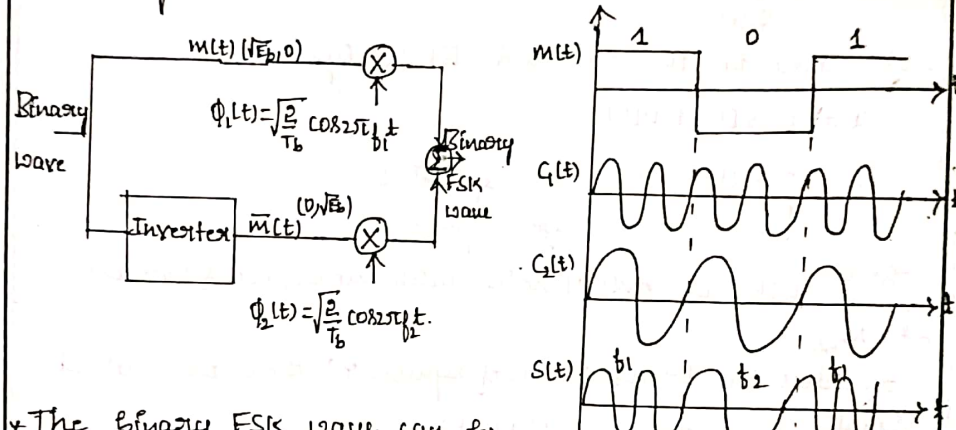 m(t) (√Eb, 0)
X
ϕ₁(t) = √2/Tb cos2πf₁t
Binary
wave
Σ
Binary
FSK
wave
Inverter
m̄(t)
(0,√Eb)
X
ϕ₂(t) = √2/Tb cos2πf₂t.
m(t)
1 0 1
t
C₁(t)
t
C₂(t)
t
S(t)
f1 f2 f1
t
* The Binary FSK wave can be